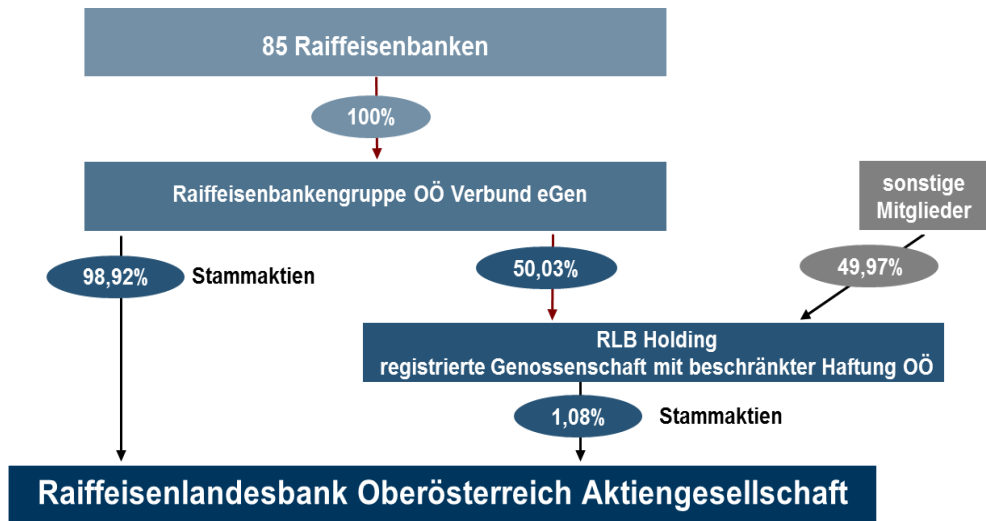 85 Raiffeisenbanken
100%
Raiffeisenbankengruppe OÖ Verbund eGen
sonstige
Mitglieder
98,92%
Stammaktien
50,03%
49,97%
RLB Holding
registrierte Genossenschaft mit beschränkter Haftung OÖ
1,08%
Stammaktien
Raiffeisenlandesbank Oberösterreich Aktiengesellschaft